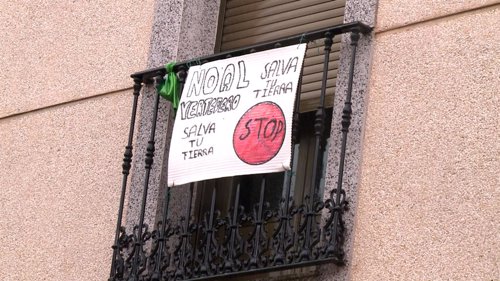 NO AL
VERTEDERO
SALVA
TU
TIERRA
SALVA
TU
TIERRA
STOP